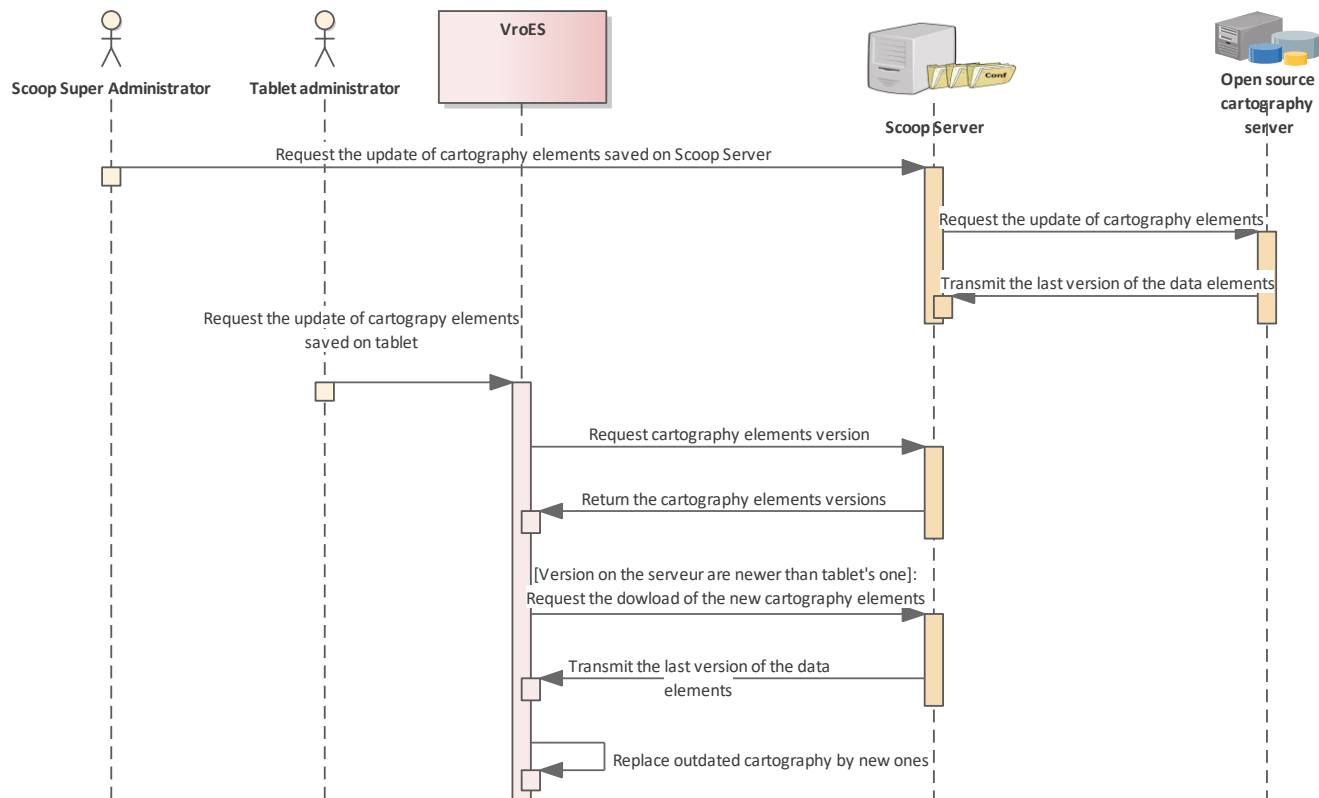 VroES
Conf
Scoop Super Administrator
Tablet administrator
Open source
cartography
server
Scoop Server
Request the update of cartography elements saved on Scoop Server
Request the update of cartography elements
Transmit the last version of the data elements
Request the update of cartograpy elements
saved on tablet
Request cartography elements version
Return the cartography elements versions
[Version on the serveur are newer than tablet's one]:
Request the dowload of the new cartography elements
Transmit the last version of the data
elements
Replace outdated cartography by new ones